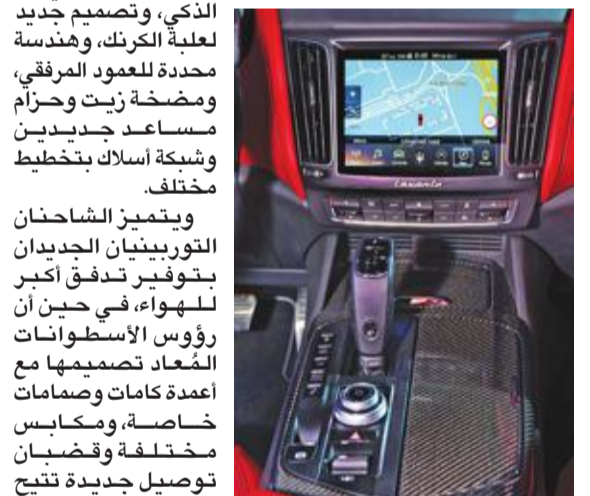 الذكي، وتصميم جديد
لعلبة الكرنك، وهندسة
محددة للعمود المرفقي،
ومضخة زيت وحزام
مساعد جديدين
وشبكة أسلاك بتخطيط
مختلف.
ويتميز الشاحنان
التوربينيان الجديدان
بتوفير تدفق أكبر
للهواء، في حين أن
رؤوس الأسطوانات
المُعاد تصميمها مع
أعمدة كامات وصمامات
خاصة، ومكابس
مختلفة وقضبان
توصيل جديدة تتيح
Levante